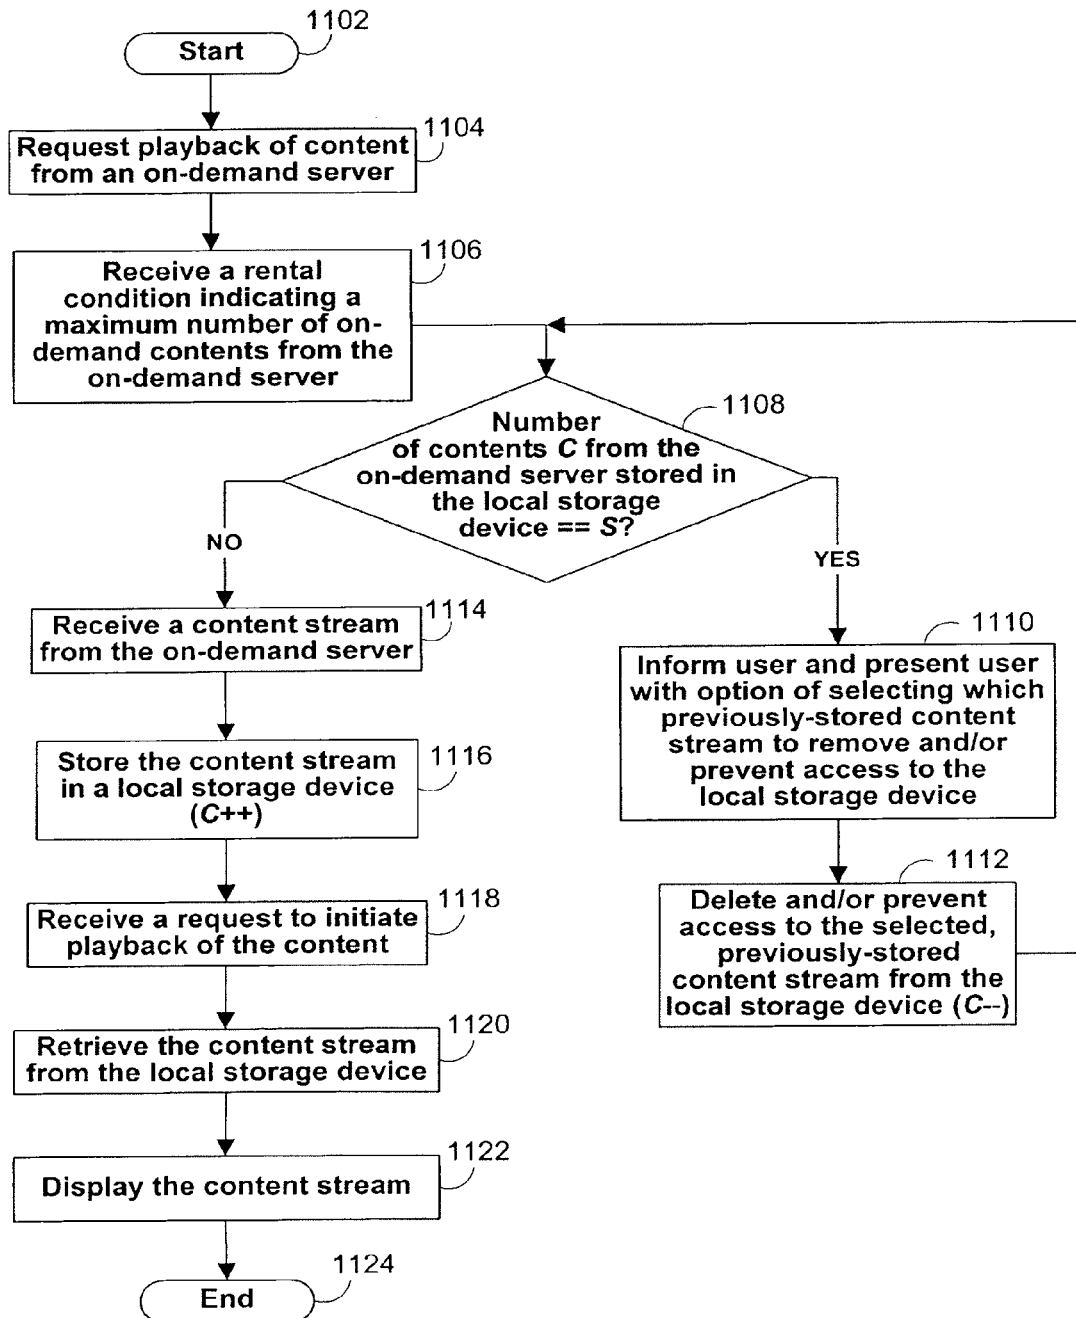 1102
Start
1104
Request playback of content
from an on-demand server
1106
Receive a rental
condition indicating a
maximum number of on-
demand contents from the
on-demand server
1108
Number
of contents C from the
on-demand server stored in
the local storage
device == S?
NO
YES
1114
Receive a content stream
from the on-demand server
1110
Inform user and present user
with option of selecting which
previously-stored content
stream to remove and/or
prevent access to the
local storage device
1116
Store the content stream
in a local storage device
(C++)
1112
Delete and/or prevent
access to the selected,
previously-stored
content stream from the
local storage device (C--)
1118
Receive a request to initiate
playback of the content
1120
Retrieve the content stream
from the local storage device
1122
Display the content stream
1124
End